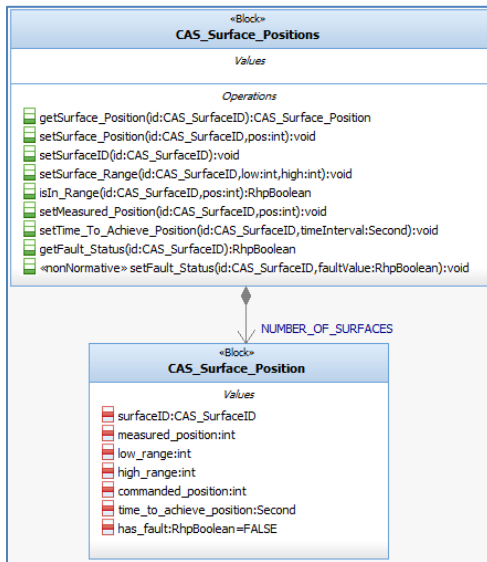 «Block»
CAS_Surface_Positions
Values
Operations
getSurface_Position(id:CAS_SurfaceID):CAS_Surface_Position
setSurface_Position(id:CAS_SurfaceID,pos:int):void
setSurfaceID(id:CAS_SurfaceID):void
setSurface_Range(id:CAS_SurfaceID,low:int,high:int):void
isIn_Range(id:CAS_SurfaceID,pos:int):RhpBoolean
setMeasured_Position(id:CAS_SurfaceID,pos:int):void
setTime_To_Achieve_Position(id:CAS_SurfaceID,timeInterval:Second):void
getFault_Status(id:CAS_SurfaceID):RhpBoolean
«nonNormative» setFault_Status(id:CAS_SurfaceID,faultValue:RhpBoolean):void
NUMBER_OF_SURFACES
«Block»
CAS_Surface_Position
Values
surfaceID:CAS_SurfaceID
measured_position:int
low_range:int
high_range:int
commanded_position:int
time_to_achieve_position:Second
has_fault:RhpBoolean=FALSE